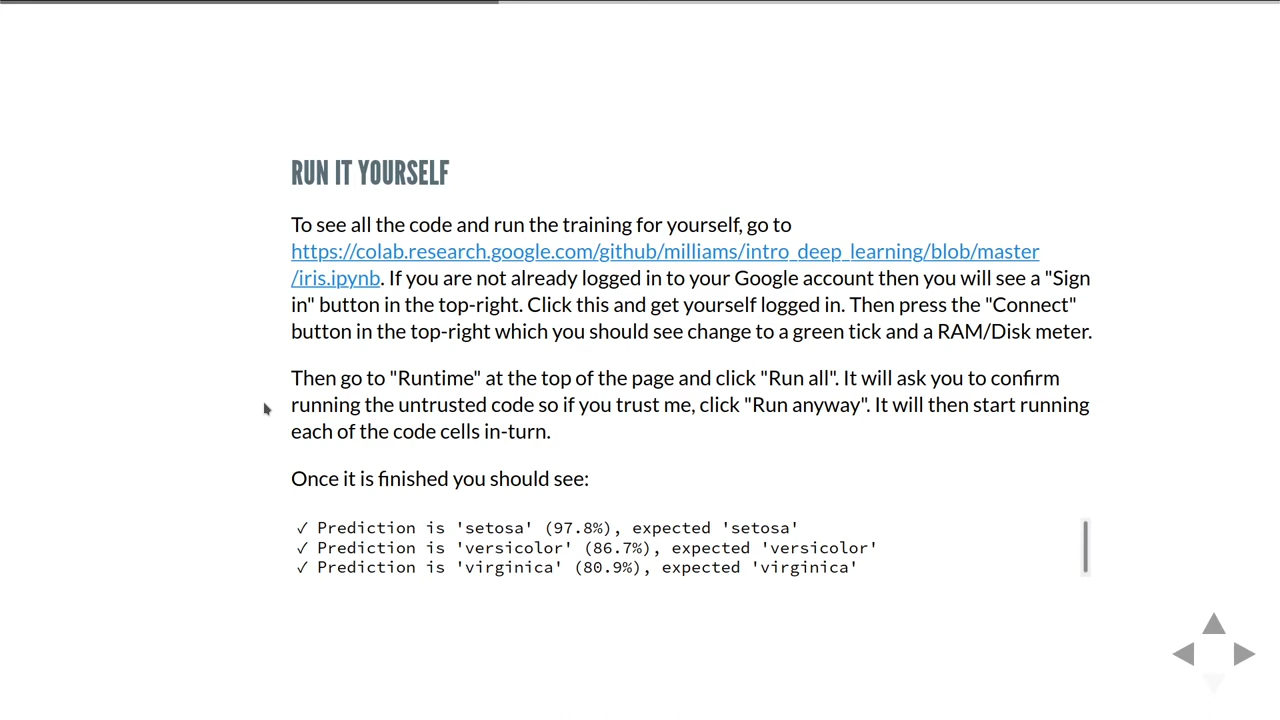 RUN IT YOURSELF
To see all the code and run the training for yourself, go to
https://colab.research.google.com/github/milliams/intro_deep_learning/blob/master
/iris.ipynb. If you are not already logged in to your Google account then you will see a "Sign
in" button in the top-right. Click this and get yourself logged in. Then press the "Connect"
button in the top-right which you should see change to a green tick and a RAM/Disk meter.
Then go to "Runtime" at the top of the page and click "Run all". It will ask you to confirm
running the untrusted code so if you trust me, click "Run anyway". It will then start running
each of the code cells in-turn.
Once it is finished you should see:
✓ Prediction is 'setosa' (97.8%), expected 'setosa'
✓ Prediction is 'versicolor' (86.7%), expected 'versicolor'
✓ Prediction is 'virginica' (80.9%), expected 'virginica'